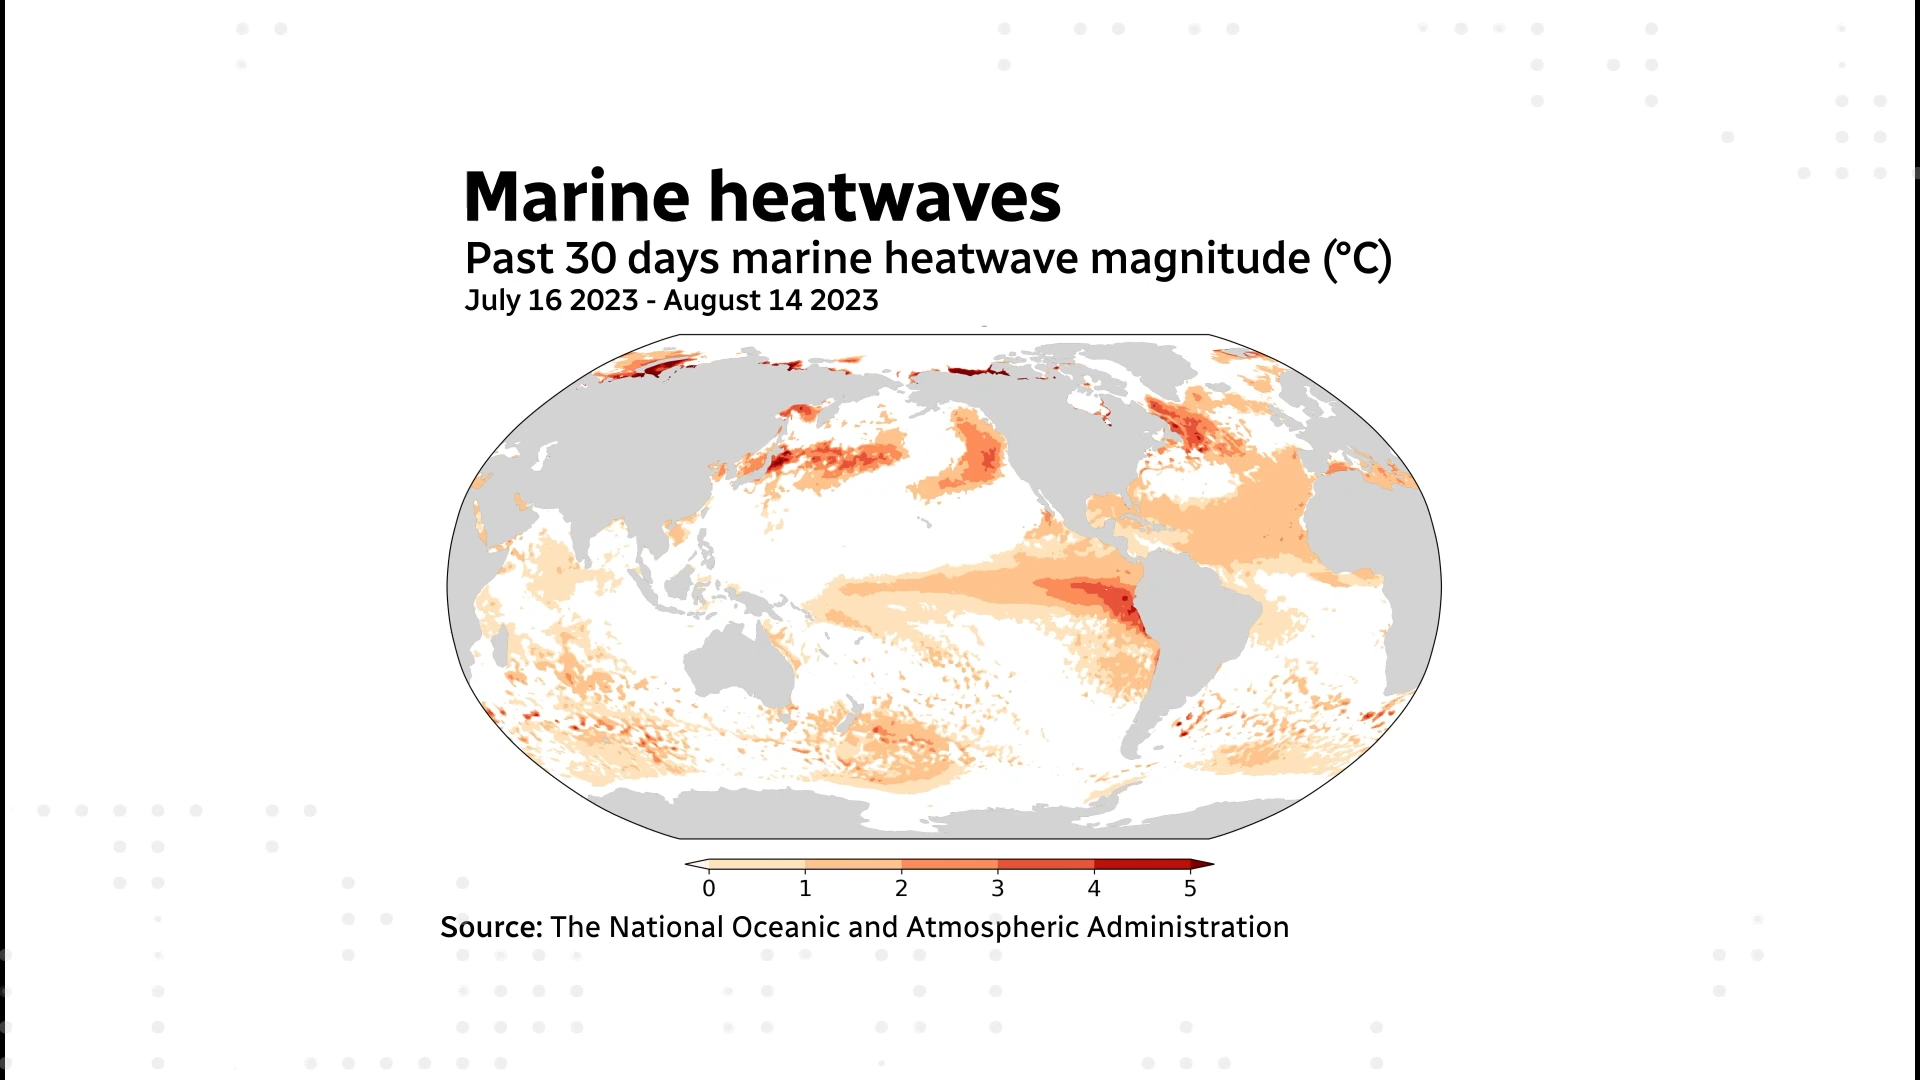 Marine heatwaves
Past 30 days marine heatwave magnitude (°C)
July 16 2023 - August 14 2023
0 1 2 3 4 5
Source: The National Oceanic and Atmospheric Administration